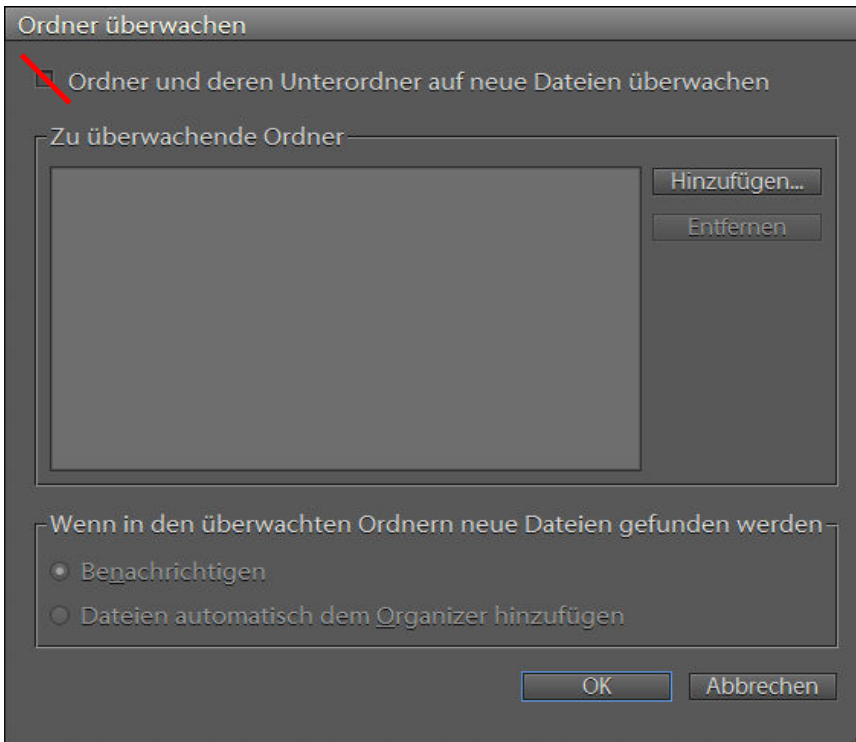 Ordner überwachen
Ordner und deren Unterordner auf neue Dateien überwachen
Zu überwachende Ordner
Hinzufügen...
Entfernen
Wenn in den überwachten Ordnern neue Dateien gefunden werden
Benachrichtigen
Dateien automatisch dem Organizer hinzufügen
OK Abbrechen